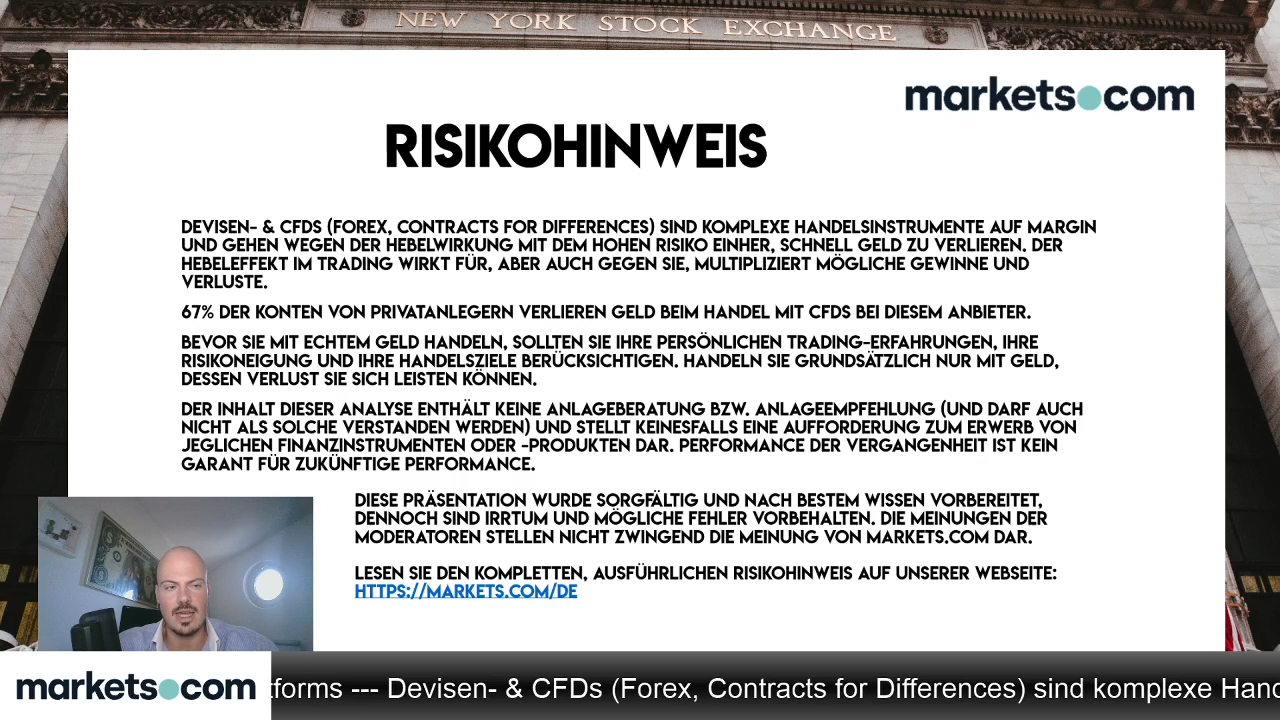 NEW YORK STOCK EXCHANGE
markets.com
RISIKOHINWEIS
DEVISEN- & CFDS (FOREX, CONTRACTS FOR DIFFERENCES) SIND KOMPLEXE HANDELSINSTRUMENTE AUF MARGIN
UND GEHEN WEGEN DER HEBELWIRKUNG MIT DEM HOHEN RISIKO EINHER, SCHNELL GELD ZU VERLIEREN. DER
HEBELEFFEKT IM TRADING WIRKT FÜR, ABER AUCH GEGEN SIE, MULTIPLIZIERT MÖGLICHE GEWINNE UND
VERLUSTE.
67% DER KONTEN VON PRIVATANLEGERN VERLIEREN GELD BEIM HANDEL MIT CFDS BEI DIESEM ANBIETER.
BEVOR SIE MIT ECHTEM GELD HANDELN, SOLLTEN SIE IHRE PERSÖNLICHEN TRADING-ERFAHRUNGEN, IHRE
RISIKONEIGUNG UND IHRE HANDELSZIELE BERÜCKSICHTIGEN. HANDELN SIE GRUNDSÄTZLICH NUR MIT GELD,
DESSEN VERLUST SIE SICH LEISTEN KÖNNEN.
DER INHALT DIESER ANALYSE ENTHÄLT KEINE ANLAGEBERATUNG BZW. ANLAGEEMPFEHLUNG (UND DARF AUCH
NICHT ALS SOLCHE VERSTANDEN WERDEN) UND STELLT KEINESFALLS EINE AUFFORDERUNG ZUM ERWERB VON
JEGLICHEN FINANZINSTRUMENTEN ODER -PRODUKTEN DAR. PERFORMANCE DER VERGANGENHEIT IST KEIN
GARANT FÜR ZUKÜNFTIGE PERFORMANCE.
DIESE PRÄSENTATION WURDE SORGFÄLTIG UND NACH BESTEM WISSEN VORBEREITET,
DENNOCH SIND IRRTUM UND MÖGLICHE FEHLER VORBEHALTEN. DIE MEINUNGEN DER
MODERATOREN STELLEN NICHT ZWINGEND DIE MEINUNG VON MARKETS.COM DAR.
LESEN SIE DEN KOMPLETTEN, AUSFÜHRLICHEN RISIKOHINWEIS AUF UNSERER WEBSEITE:
HTTPS://MARKETS.COM/DE
markets.com
tforms --- Devisen- & CFDs (Forex, Contracts for Differences) sind komplexe Hand